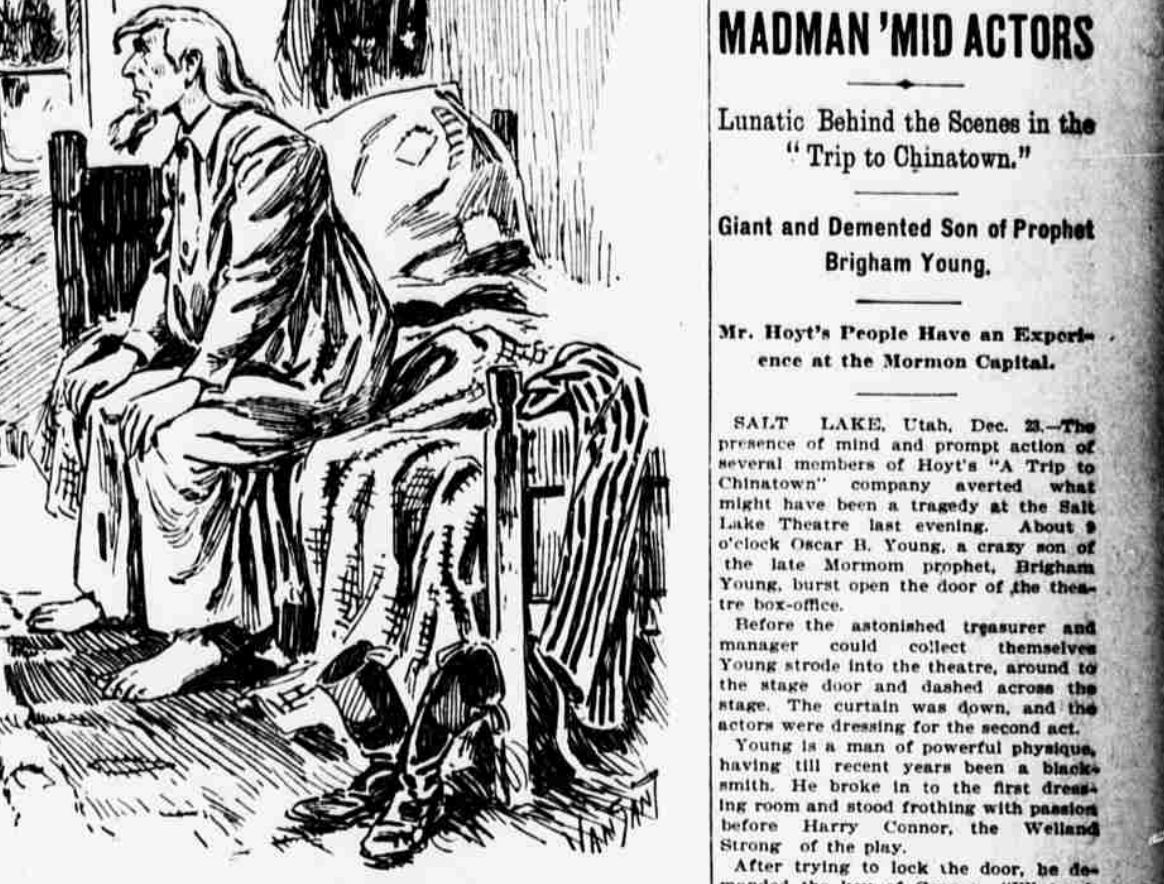 MADMAN 'MID ACTORS
Lunatic Behind the Scenes in the
"Trip to Chinatown."
Giant and Demented Son of Prophet
Brigham Young.
Mr. Hoyt's People Have an Experi-
ence at the Mormon Capital.
SALT LAKE, Utah, Dec. 23.—The
presence of mind and prompt action of
several members of Hoyt's "A Trip to
Chinatown" company averted what
might have been a tragedy at the Salt
Lake Theatre last evening. About 9
o'clock Oscar B. Young, a crazy son of
the late Mormom prophet, Brigham
Young, burst open the door of the thea-
tre box-office.
Before the astonished treasurer and
manager could collect themselves
Young strode into the theatre, around to
the stage door and dashed across the
stage. The curtain was down, and the
actors were dressing for the second act.
Young is a man of powerful physique,
having till recent years been a black-
smith. He broke in to the first dress-
ing room and stood frothing with passion
before Harry Connor, the Welland
Strong of the play.
After trying to lock the door, he de-